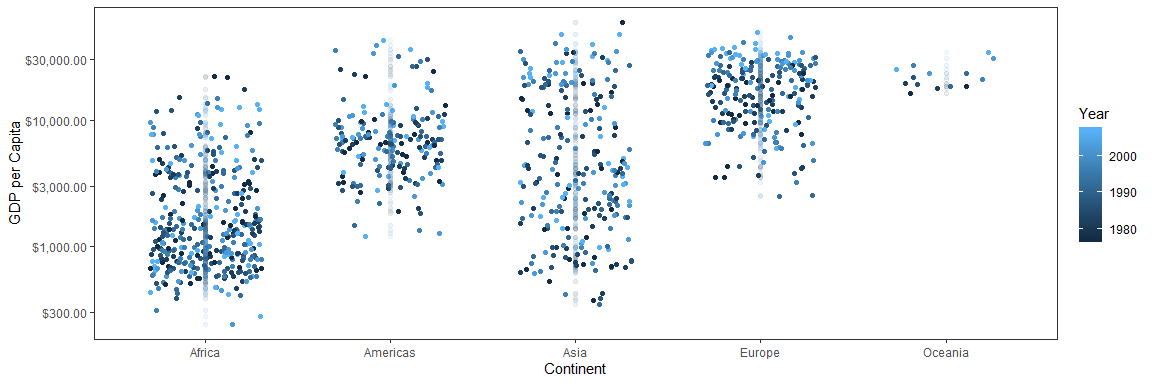 GDP per Capita
$30,000.00
$10,000.00
$3,000.00
$1,000.00
$300.00
Africa
Americas
Asia
Europe
Oceania
Continent
Year
2000
1990
1980